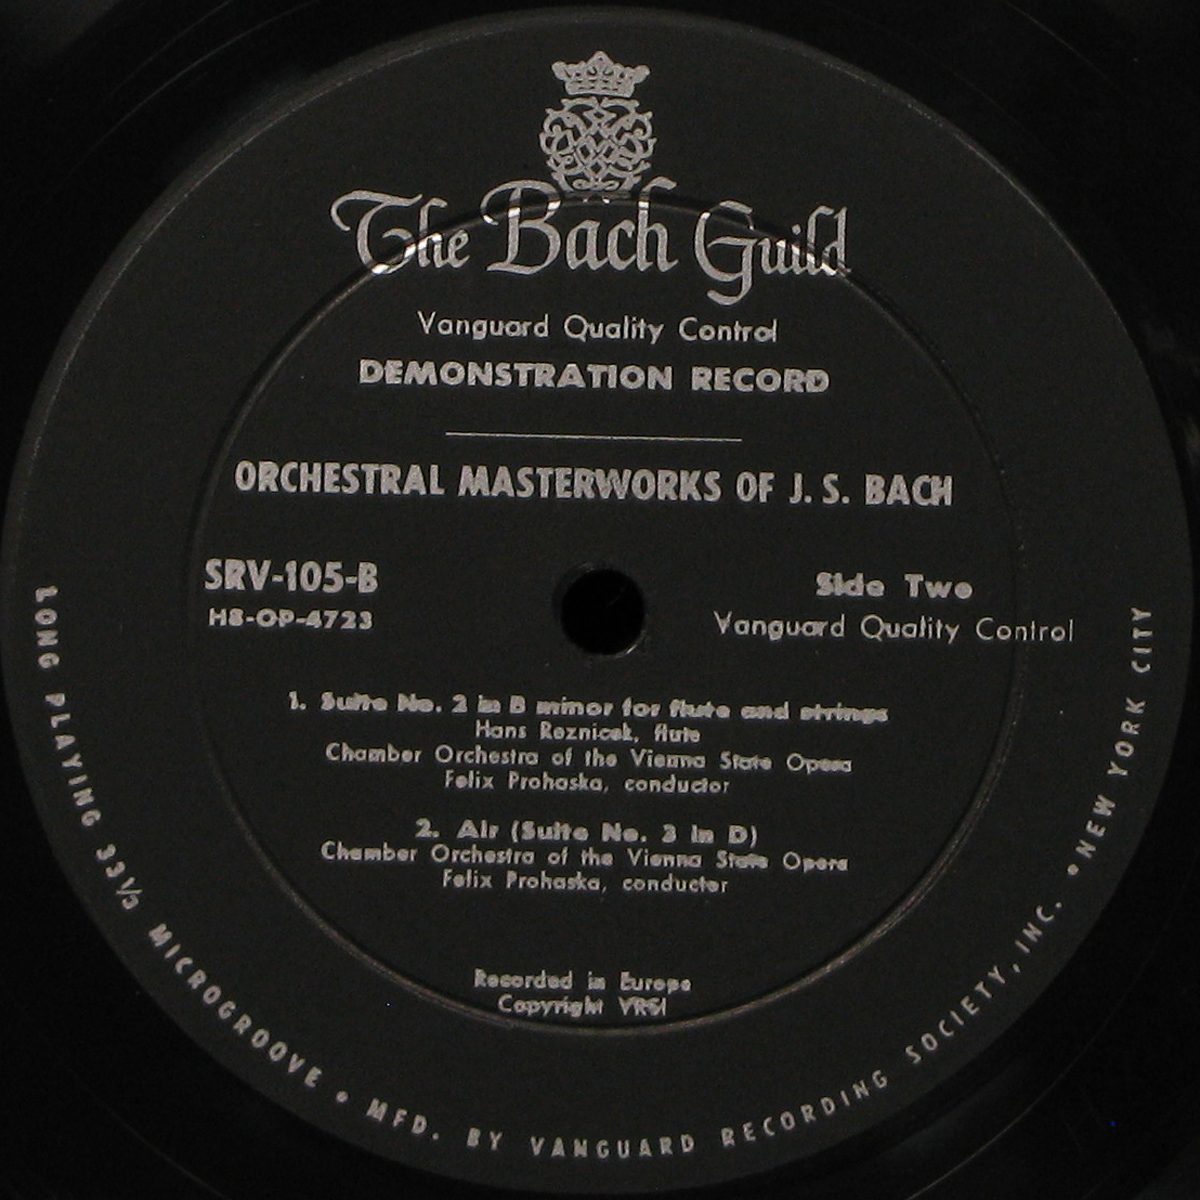 The Bach Guild
Vanguard Quality Control
DEMONSTRATION RECORD
ORCHESTRAL MASTERWORKS OF J. S. BACH
SRV-105-B
H8-OP-4723
Side Two
Vanguard Quality Control
1. Suite No. 2 in B minor for flute and strings
Hans Reznicek, flute
Chamber Orchestra of the Vienna State Opera
Felix Prohaska, conductor
2. Air (Suite No. 3 in D)
Chamber Orchestra of the Vienna State Opera
Felix Prohaska, conductor
Recorded in Europe
Copyright VRSI
LONG PLAYING 33 1/3 MICROGROOVE • MFD. BY VANGUARD RECORDING SOCIETY, INC. • NEW YORK CITY